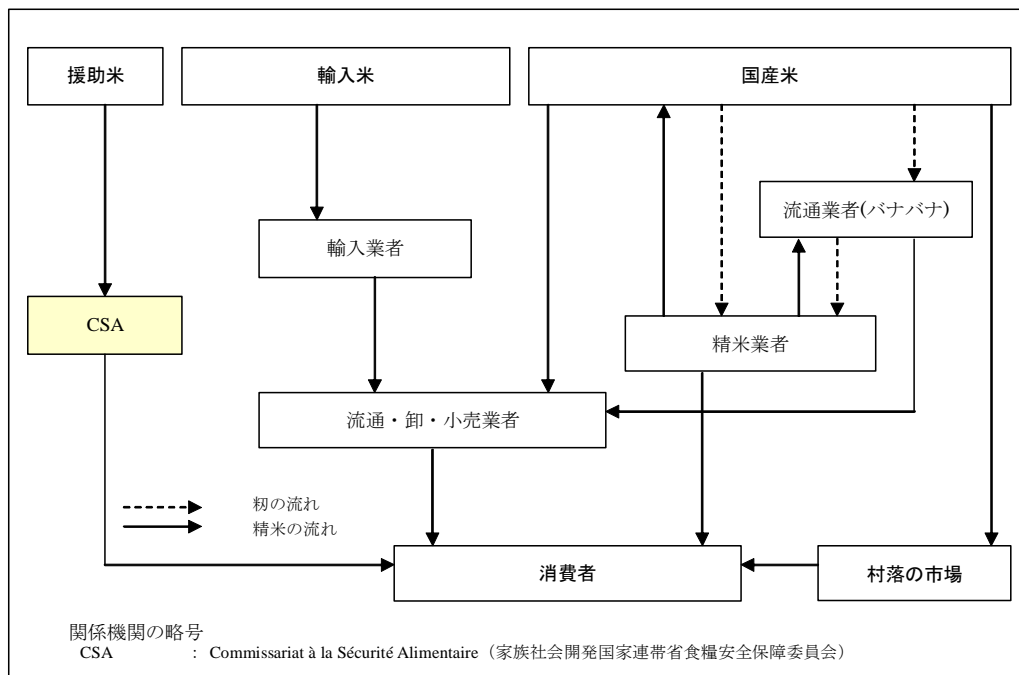 援助米
輸入米
国産米
流通業者(バナバナ)
輸入業者
CSA
精米業者
流通・卸・小売業者
籾の流れ
精米の流れ
消費者
村落の市場
関係機関の略号
CSA : Commissariat à la Sécurité Alimentaire（家族社会開発国家連帯省食糧安全保障委員会）